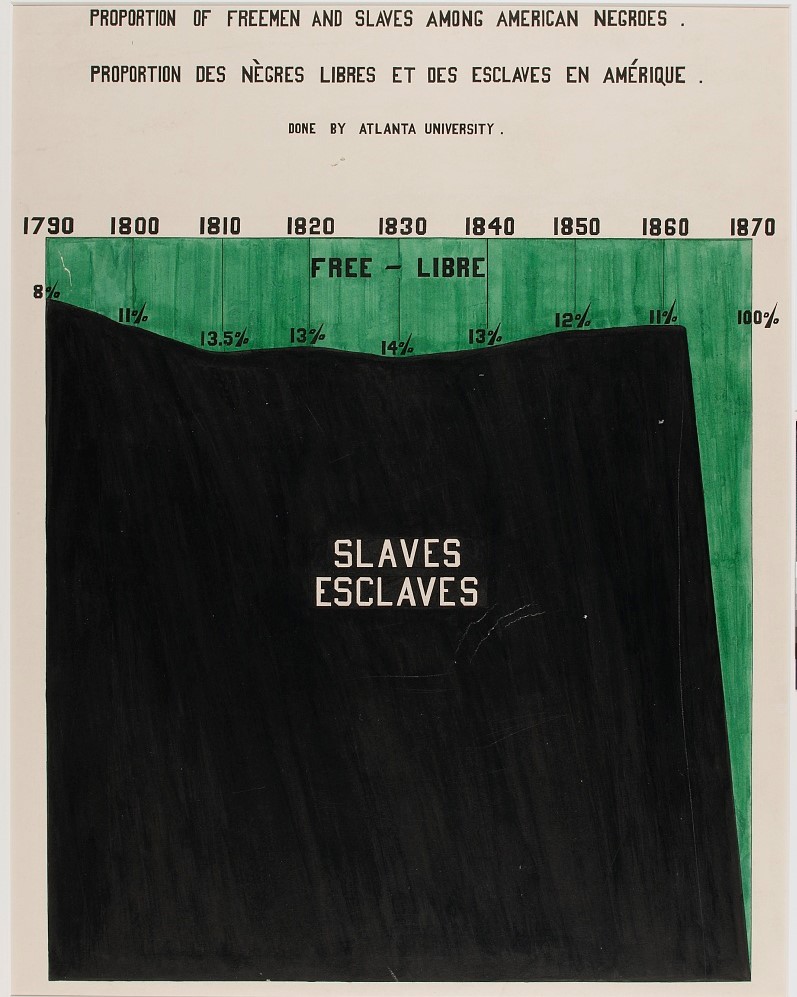 PROPORTION OF FREEMEN AND SLAVES AMONG AMERICAN NEGROES .
PROPORTION DES NÈGRES LIBRES ET DES ESCLAVES EN AMÉRIQUE .
DONE BY ATLANTA UNIVERSITY .
1790 1800 1810 1820 1830 1840 1850 1860 1870
FREE – LIBRE
8% 11% 13.5% 13% 14% 13% 12% 11% 100%
SLAVES
ESCLAVES